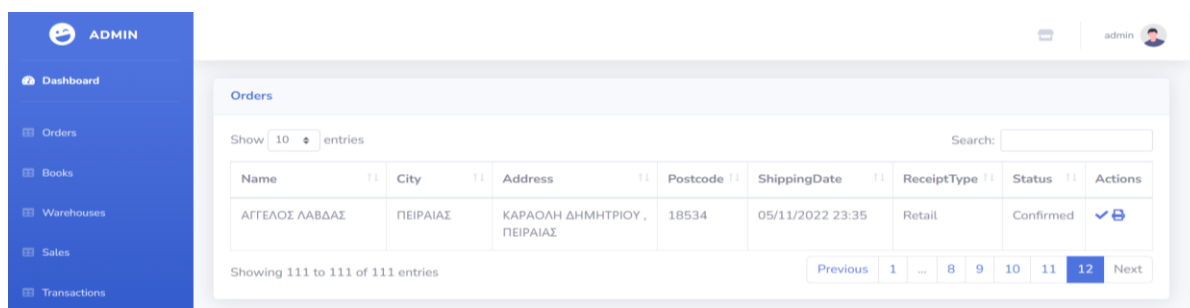 ADMIN
admin
Dashboard
Orders
Orders
Show 10 entries
Search:
Books
Name City Address Postcode ShippingDate ReceiptType Status Actions
Warehouses
ΑΓΓΕΛΟΣ ΛΑΒΔΑΣ ΠΕΙΡΑΙΑΣ ΚΑΡΑΟΛΗ ΔΗΜΗΤΡΙΟΥ , 18534 05/11/2022 23:35 Retail Confirmed
ΠΕΙΡΑΙΑΣ
Sales
Showing 111 to 111 of 111 entries
Previous 1 ... 8 9 10 11 12 Next
Transactions